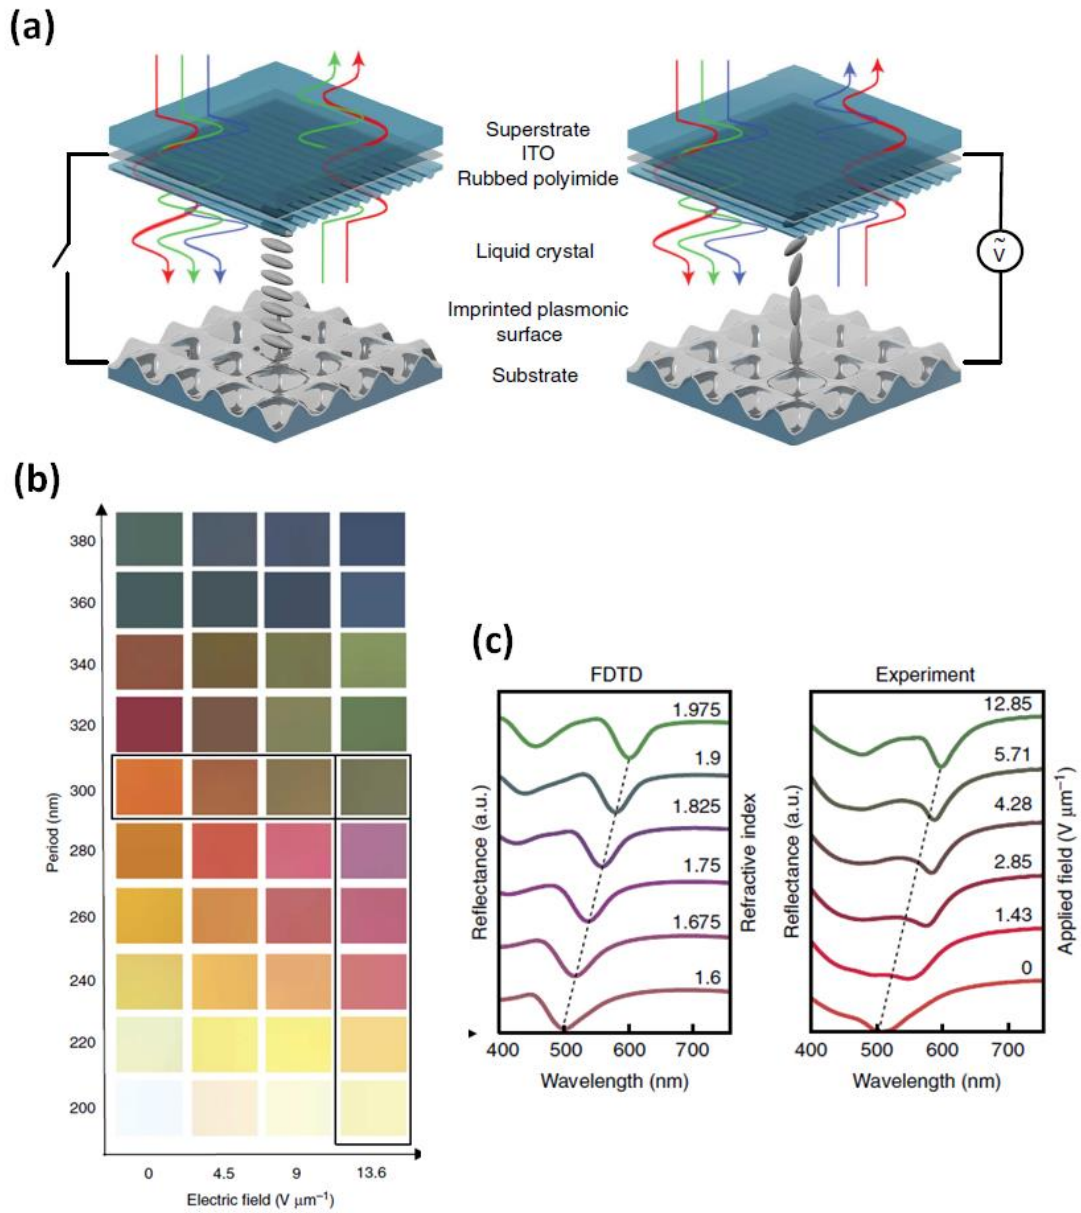 (a)
Superstrate
ITO
Rubbed polyimide
Liquid crystal
Imprinted plasmonic
surface
Substrate
~
V
(b)
Period (nm)
380
360
340
320
300
280
260
240
220
200
0 4.5 9 13.6
Electric field (V μm⁻¹)
(c)
FDTD
Reflectance (a.u.)
1.975
1.9
1.825
1.75
1.675
1.6
Refractive index
400 500 600 700
Wavelength (nm)
Experiment
Reflectance (a.u.)
12.85
5.71
4.28
2.85
1.43
0
Applied field (V μm⁻¹)
400 500 600 700
Wavelength (nm)